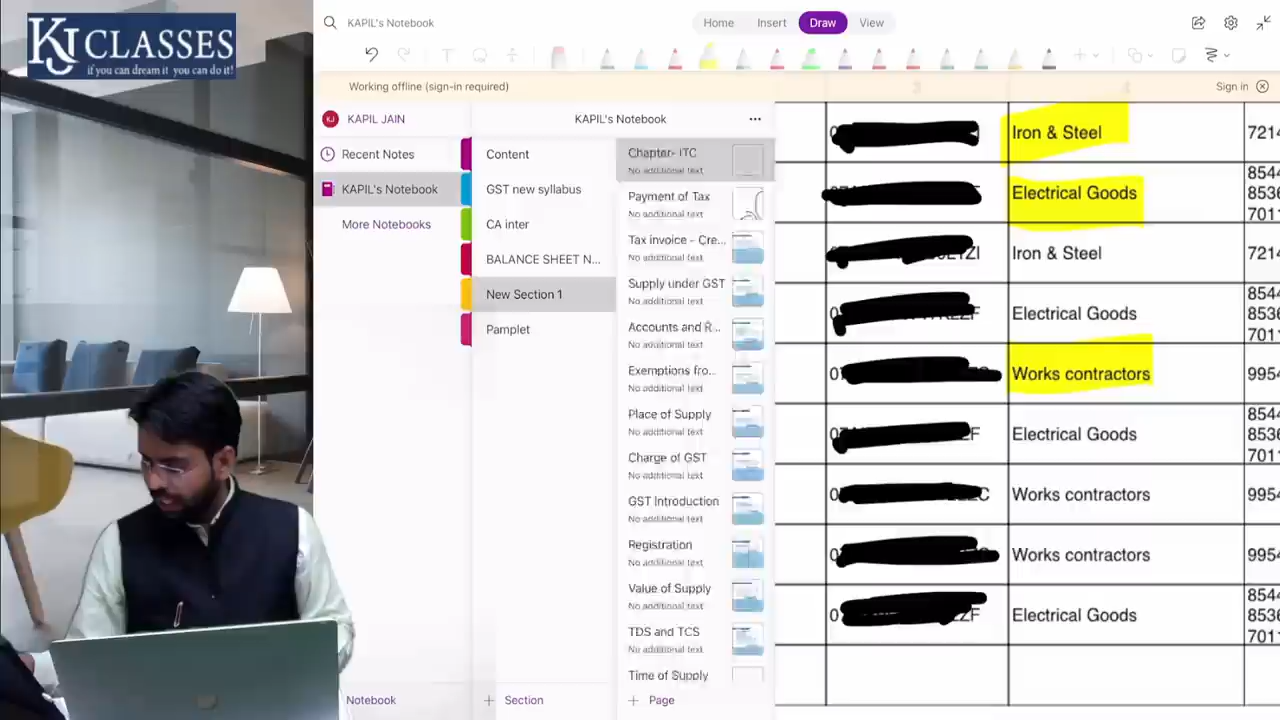 KJ CLASSES
if you can dream it you can do it!
KAPIL's Notebook
Home
Insert
Draw
View
Working offline (sign-in required)
Sign in
KJ
KAPIL JAIN
Recent Notes
KAPIL's Notebook
More Notebooks
Notebook
KAPIL's Notebook
Content
GST new syllabus
CA inter
BALANCE SHEET N...
New Section 1
Pamplet
Section
Chapter- ITC
No additional text
Payment of Tax
No additional text
Tax invoice - Cre...
No additional text
Supply under GST
No additional text
Accounts and R...
No additional text
Exemptions fro...
No additional text
Place of Supply
No additional text
Charge of GST
No additional text
GST Introduction
No additional text
Registration
No additional text
Value of Supply
No additional text
TDS and TCS
No additional text
Time of Supply
Page
Iron & Steel
7214
Electrical Goods
8544
8536
7011
Iron & Steel
7214
Electrical Goods
8544
8536
7011
Works contractors
9954
Electrical Goods
8544
8536
7011
Works contractors
9954
Works contractors
9954
Electrical Goods
8544
8536
7011